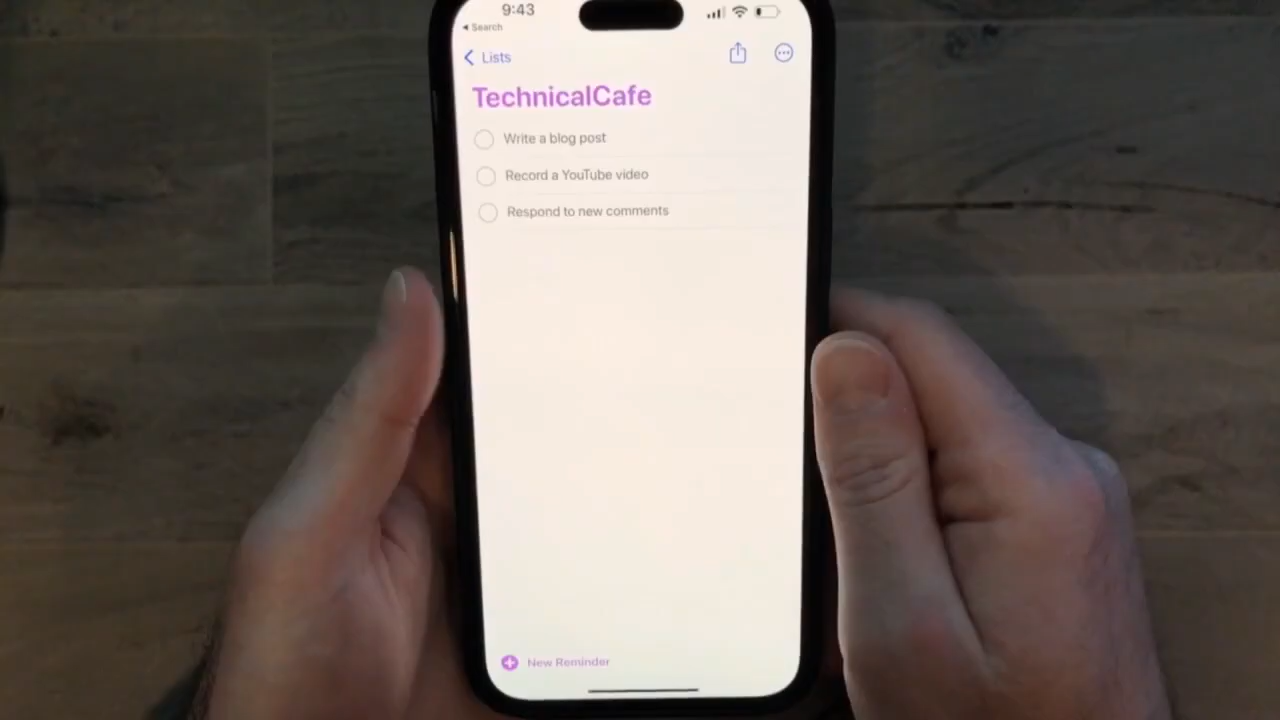 9:43
Search
Lists
TechnicalCafe
Write a blog post
Record a YouTube video
Respond to new comments
New Reminder